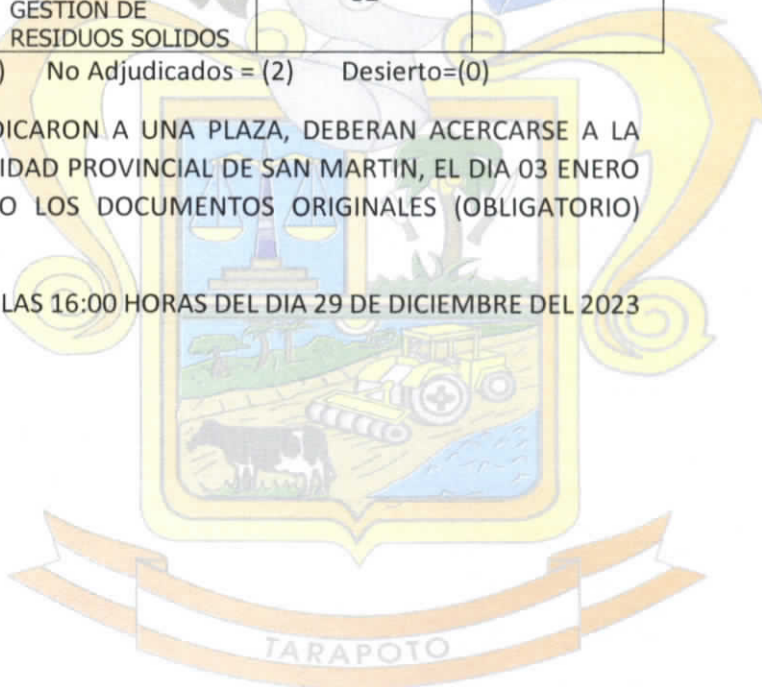 GESTION DE
RESIDUOS SOLIDOS
) No Adjudicados = (2) Desierto=(0)
DICARON A UNA PLAZA, DEBERAN ACERCARSE A LA
IDAD PROVINCIAL DE SAN MARTIN, EL DIA 03 ENERO
O LOS DOCUMENTOS ORIGINALES (OBLIGATORIO)
LAS 16:00 HORAS DEL DIA 29 DE DICIEMBRE DEL 2023
TARAPOTO